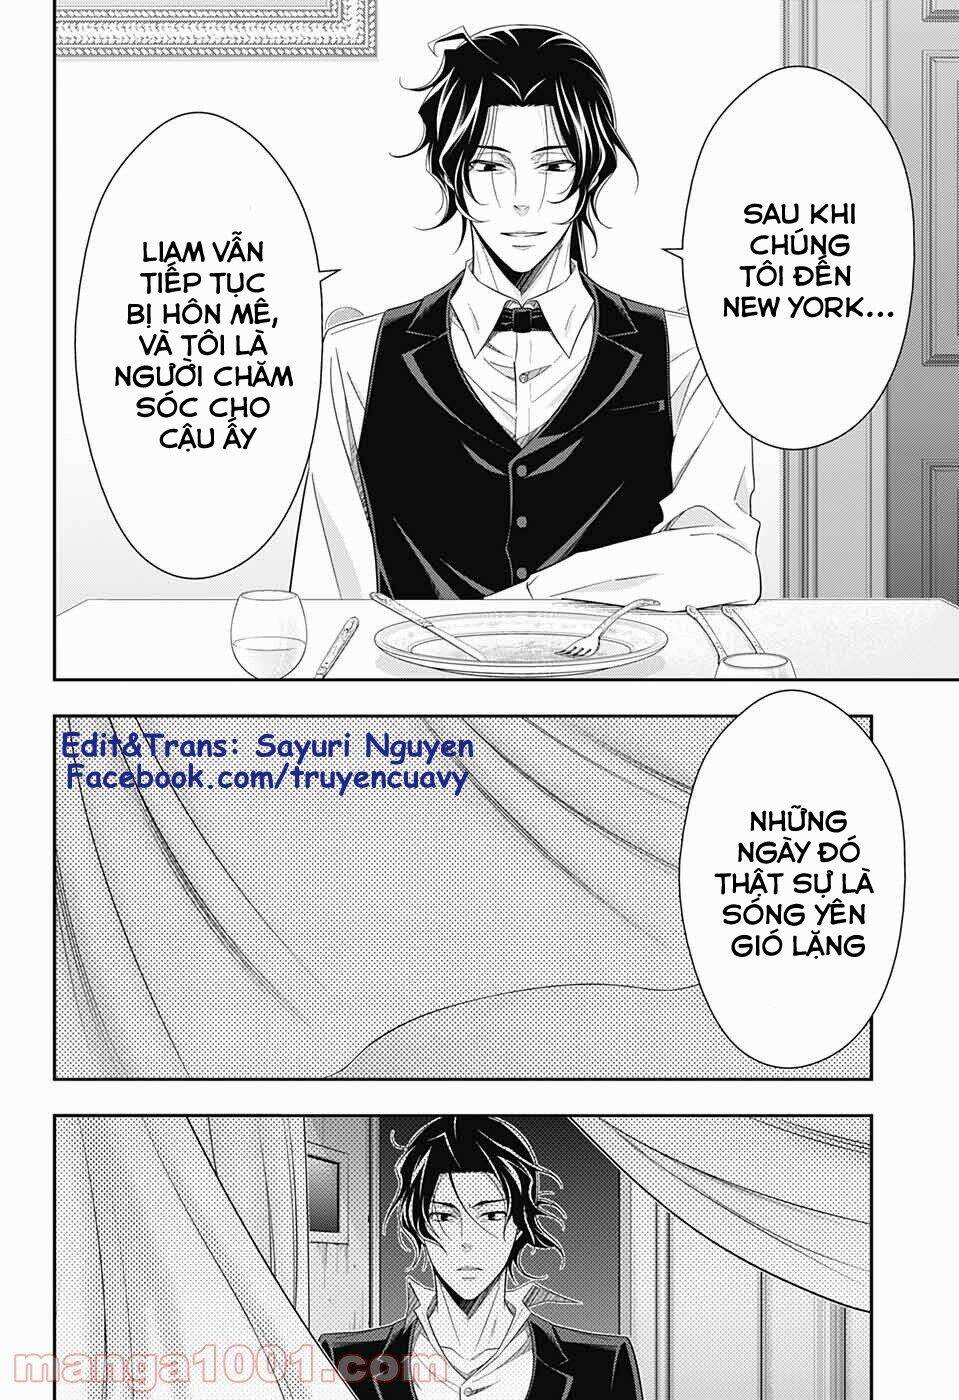 SAU KHI
CHÚNG
TÔI ĐẾN
NEW YORK...
LIAM VẪN
TIẾP TỤC
BỊ HÔN MÊ,
VÀ TÔI LÀ
NGƯỜI CHĂM
SÓC CHO
CẬU ẤY
Edit&Trans: Sayuri Nguyen
Facebook.com/truyencuavy
NHỮNG
NGÀY ĐÓ
THẬT SỰ LÀ
SÓNG YÊN
GIÓ LẶNG
manga1001.com